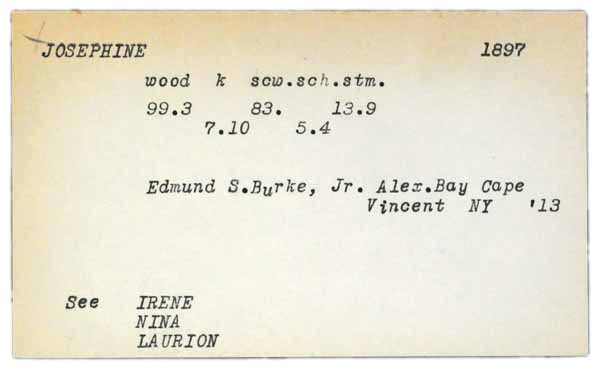 JOSEPHINE 1897
wood k scw.sch.stm.
99.3 83. 13.9
7.10 5.4
Edmund S.Burke, Jr. Alex.Bay Cape
Vincent NY '13
See IRENE
NINA
LAURION